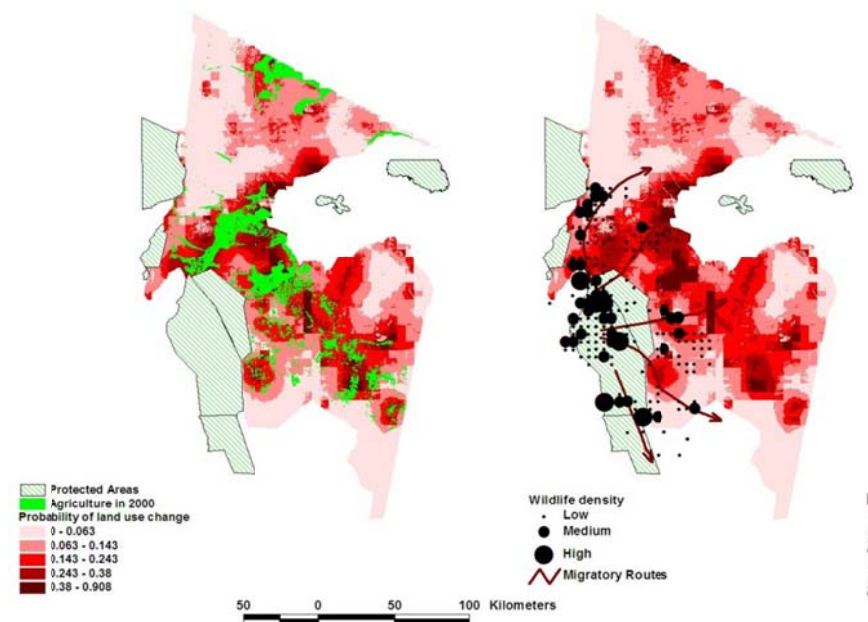 Protected Areas
Agriculture in 2000
Probability of land use change
0 - 0.063
0.063 - 0.143
0.143 - 0.243
0.243 - 0.38
0.38 - 0.908
Wildlife density
Low
Medium
High
Migratory Routes
50 0 50 100 Kilometers